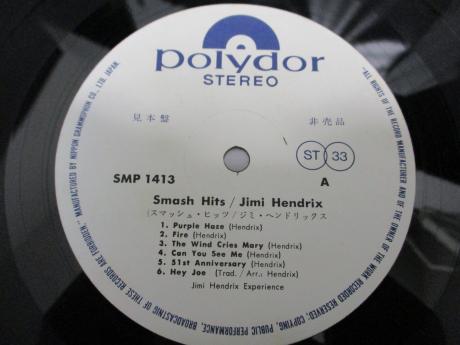 polydor
STEREO
見本盤
非売品
SMP 1413
ST 33
A
Smash Hits / Jimi Hendrix
(スマッシュ・ヒッツ/ジミ・ヘンドリックス
1. Purple Haze (Hendrix)
2. Fire (Hendrix)
3. The Wind Cries Mary (Hendrix)
4. Can You See Me (Hendrix)
5. 51st Anniversary (Hendrix)
6. Hey Joe (Trad. / Arr.: Hendrix)
Jimi Hendrix Experience
"ALL RIGHTS OF THE RECORD MANUFACTURER AND OF THE OWNER OF THE WORK RECORDED RESERVED. COPYING, PUBLIC PERFORMANCE, BROADCASTING OF THESE RECORDS ARE FORBIDDEN." MANUFACTURED BY NIPPON GRAMMOPHON CO., LTD. JAPAN.